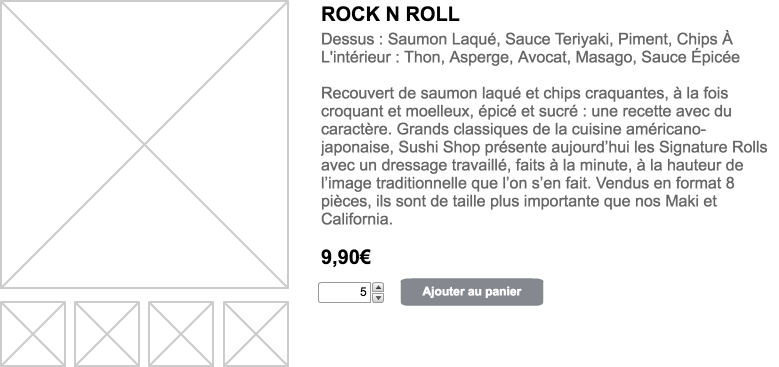 ROCK N ROLL
Dessus : Saumon Laqué, Sauce Teriyaki, Piment, Chips À
L'intérieur : Thon, Asperge, Avocat, Masago, Sauce Épicée
Recouvert de saumon laqué et chips craquantes, à la fois
croquant et moelleux, épicé et sucré : une recette avec du
caractère. Grands classiques de la cuisine américano-
japonaise, Sushi Shop présente aujourd’hui les Signature Rolls
avec un dressage travaillé, faits à la minute, à la hauteur de
l’image traditionnelle que l’on s’en fait. Vendus en format 8
pièces, ils sont de taille plus importante que nos Maki et
California.
9,90€
5
Ajouter au panier